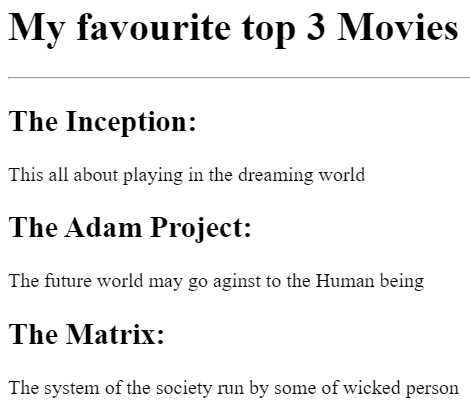 My favourite top 3 Movies
The Inception:
This all about playing in the dreaming world
The Adam Project:
The future world may go aginst to the Human being
The Matrix:
The system of the society run by some of wicked person